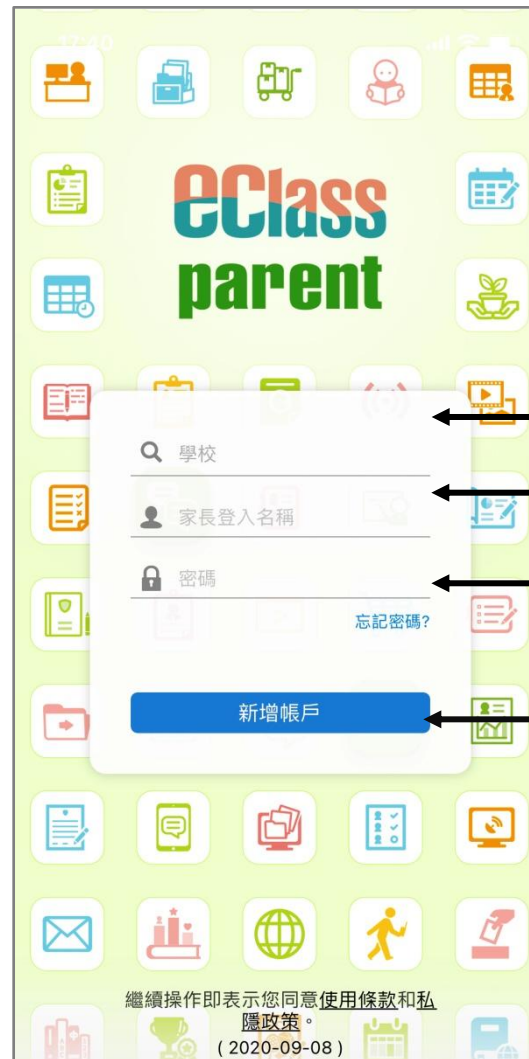 17:40
eClass
parent
學校
家長登入名稱
密碼
忘記密碼?
新增帳戶
繼續操作即表示您同意使用條款和私
隱政策。
( 2020-09-08 )